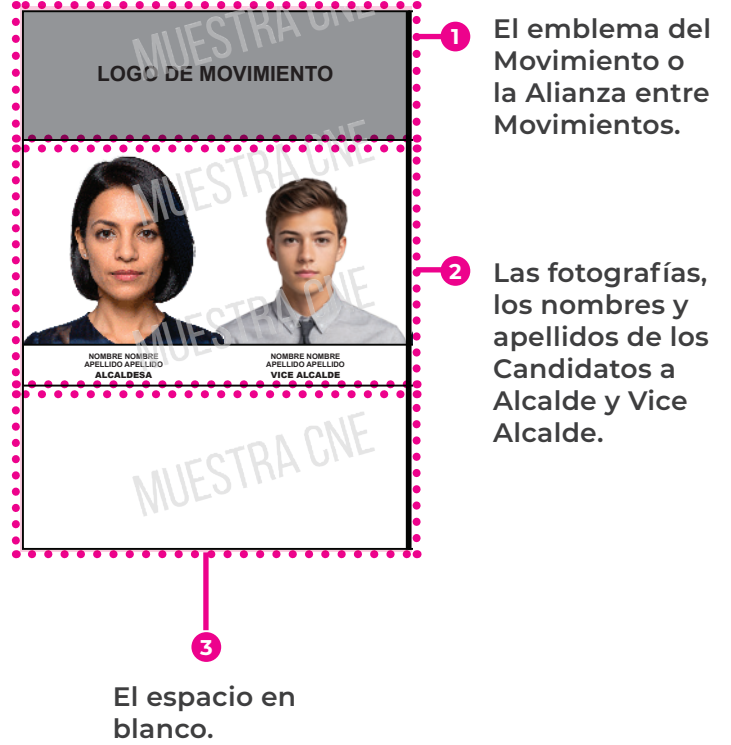 MUESTRA CNE
LOGO DE MOVIMIENTO
1
El emblema del
Movimiento o
la Alianza entre
Movimientos.
MUESTRA CNE
MUESTRA CNE
NOMBRE NOMBRE
APELLIDO APELLIDO
ALCALDESA
NOMBRE NOMBRE
APELLIDO APELLIDO
VICE ALCALDE
2
Las fotografías,
los nombres y
apellidos de los
Candidatos a
Alcalde y Vice
Alcalde.
MUESTRA CNE
3
El espacio en
blanco.